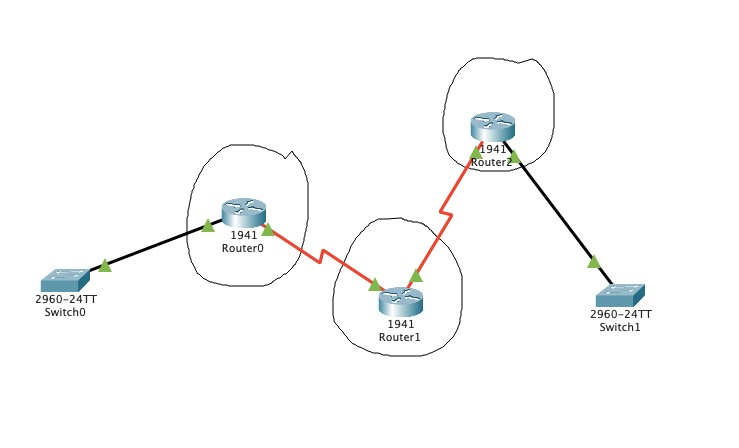 1941
Router2
1941
Router0
2960-24TT
Switch0
1941
Router1
2960-24TT
Switch1